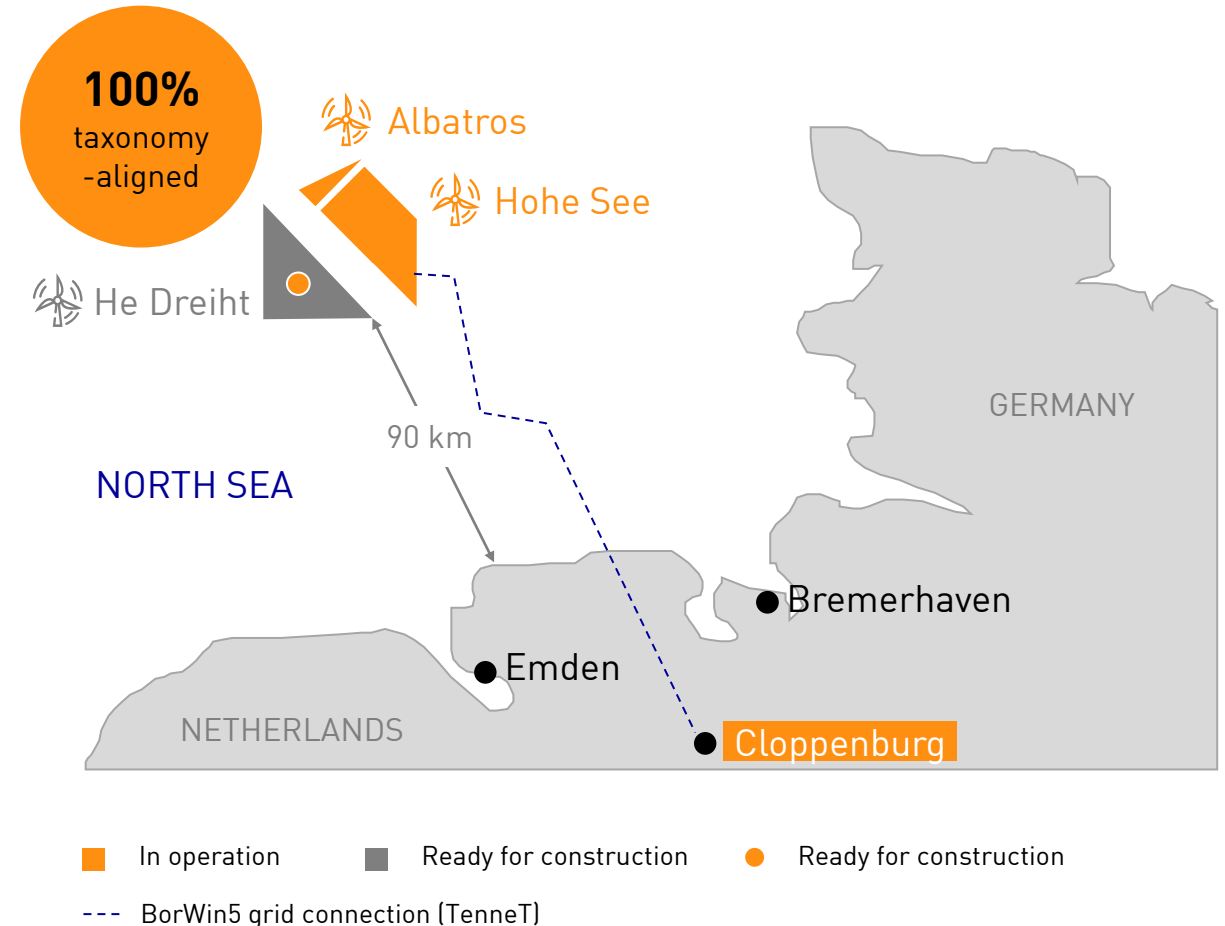 100%
taxonomy
-aligned
Albatros
Hohe See
He Dreiht
90 km
GERMANY
NORTH SEA
Bremerhaven
Emden
NETHERLANDS
Cloppenburg
In operation
Ready for construction
Ready for construction
BorWin5 grid connection (TenneT)